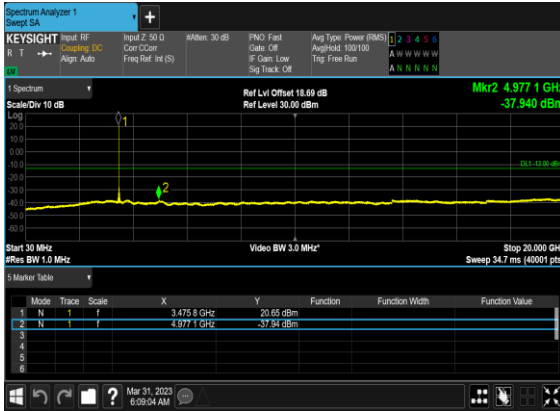 Spectrum Analyzer 1
Swept SA
+
KEYSIGHT
R T
Input: RF
Coupling: DC
Align: Auto
Input Z: 50 Ω
Corr CCorr
Freq Ref: Int (S)
#Atten: 30 dB
PNO: Fast
Gate: Off
IF Gain: Low
Sig Track: Off
Avg Type: Power (RMS)
Avg|Hold: 100/100
Trig: Free Run
1 2 3 4 5 6
A W W W W W
A N N N N N
1 Spectrum
Scale/Div 10 dB
Ref Lvl Offset 18.69 dB
Ref Level 30.00 dBm
Mkr2 4.977 1 GHz
-37.940 dBm
Log
20.0
10.0
0.00
-10.0
-20.0
-30.0
-40.0
-50.0
-60.0
1
2
DL1 -13.00 dBm
Start 30 MHz
#Res BW 1.0 MHz
Video BW 3.0 MHz*
Stop 20.000 GH
Sweep 34.7 ms (40001 pts
5 Marker Table
Mode Trace Scale X Y Function Function Width Function Value
1 N 1 f 3.475 8 GHz 20.65 dBm
2 N 1 f 4.977 1 GHz -37.94 dBm
3
4
5
6
?
Mar 31, 2023
6:09:04 AM